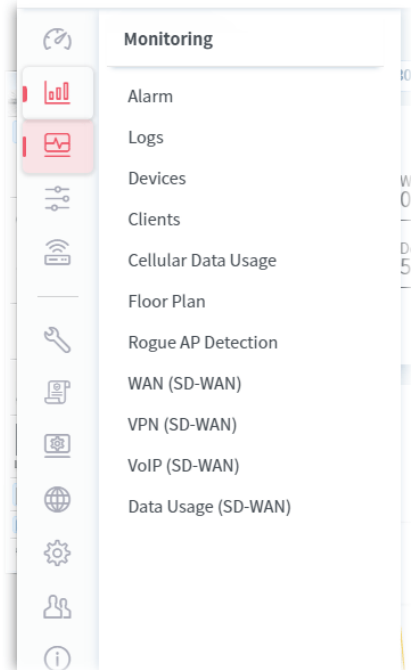 Monitoring
Alarm
Logs
Devices
Clients
Cellular Data Usage
Floor Plan
Rogue AP Detection
WAN (SD-WAN)
VPN (SD-WAN)
VoIP (SD-WAN)
Data Usage (SD-WAN)